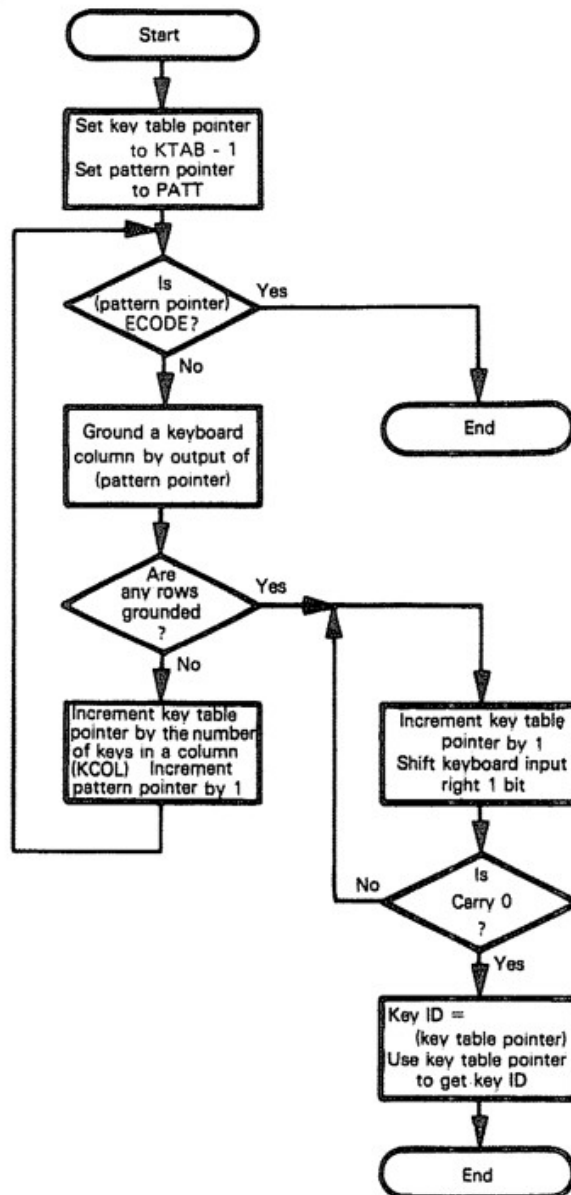 Start
Set key table pointer
to KTAB - 1
Set pattern pointer
to PATT
Is
(pattern pointer)
ECODE?
Yes
No
End
Ground a keyboard
column by output of
(pattern pointer)
Are
any rows
grounded
?
Yes
No
Increment key table
pointer by the number
of keys in a column
(KCOL) Increment
pattern pointer by 1
Increment key table
pointer by 1
Shift keyboard input
right 1 bit
Is
Carry 0
?
No
Yes
Key ID =
(key table pointer)
Use key table pointer
to get key ID
End